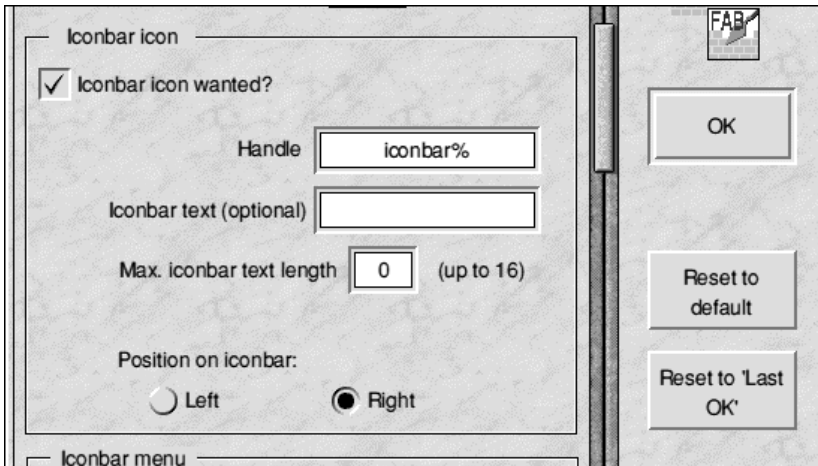 Iconbar icon
Iconbar icon wanted?
Handle
iconbar%
Iconbar text (optional)
Max. iconbar text length
0
(up to 16)
Position on iconbar:
Left
Right
Iconbar menu
FAB
OK
Reset to
default
Reset to 'Last
OK'